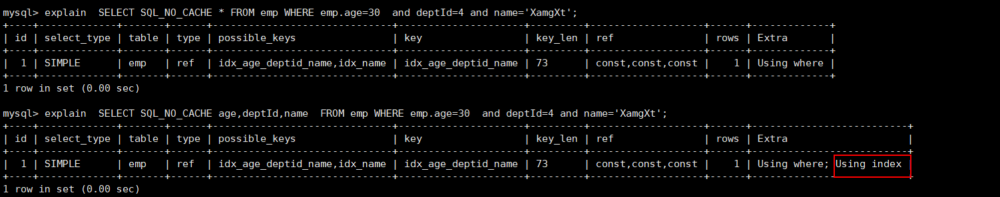 mysql> explain  SELECT SQL_NO_CACHE * FROM emp WHERE emp.age=30  and deptId=4 and name='XamgXt';
+----+-------------+-------+------+-----------------------------+---------------------+---------+-------------------+------+-------------+
| id | select_type | table | type | possible_keys               | key                 | key_len | ref               | rows | Extra       |
+----+-------------+-------+------+-----------------------------+---------------------+---------+-------------------+------+-------------+
|  1 | SIMPLE      | emp   | ref  | idx_age_deptid_name,idx_name | idx_age_deptid_name | 73      | const,const,const |    1 | Using where |
+----+-------------+-------+------+-----------------------------+---------------------+---------+-------------------+------+-------------+
1 row in set (0.00 sec)
mysql> explain  SELECT SQL_NO_CACHE age,deptId,name  FROM emp WHERE emp.age=30  and deptId=4 and name='XamgXt';
+----+-------------+-------+------+-----------------------------+---------------------+---------+-------------------+------+--------------------------+
| id | select_type | table | type | possible_keys               | key                 | key_len | ref               | rows | Extra                    |
+----+-------------+-------+------+-----------------------------+---------------------+---------+-------------------+------+--------------------------+
|  1 | SIMPLE      | emp   | ref  | idx_age_deptid_name,idx_name | idx_age_deptid_name | 73      | const,const,const |    1 | Using where; Using index |
+----+-------------+-------+------+-----------------------------+---------------------+---------+-------------------+------+--------------------------+
1 row in set (0.00 sec)